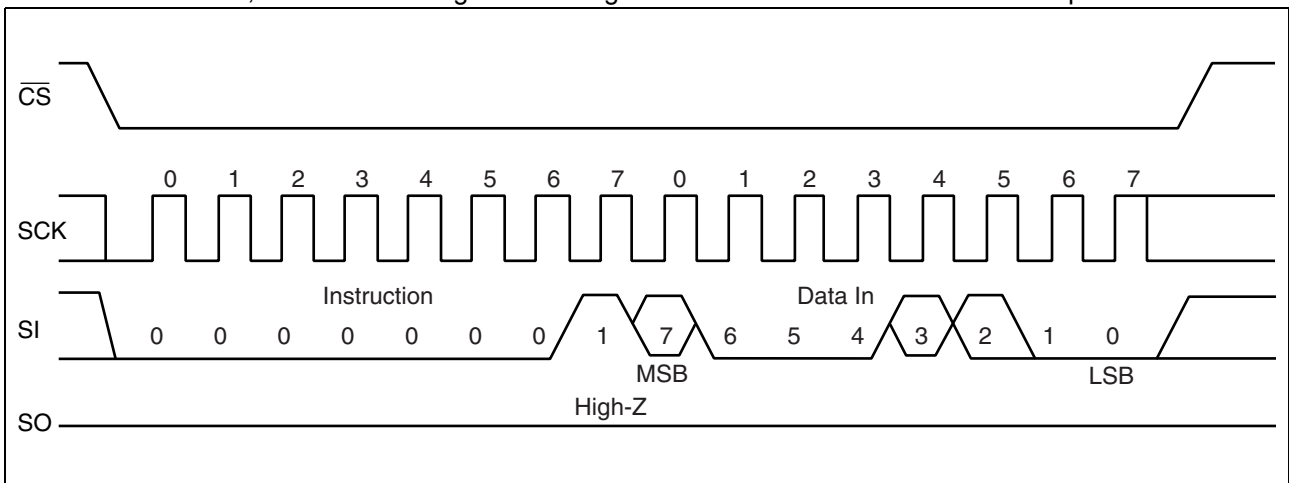 CS
0 1 2 3 4 5 6 7 0 1 2 3 4 5 6 7
SCK
Instruction Data In
SI 0 0 0 0 0 0 0 1 7 6 5 4 3 2 1 0
MSB LSB
High-Z
SO